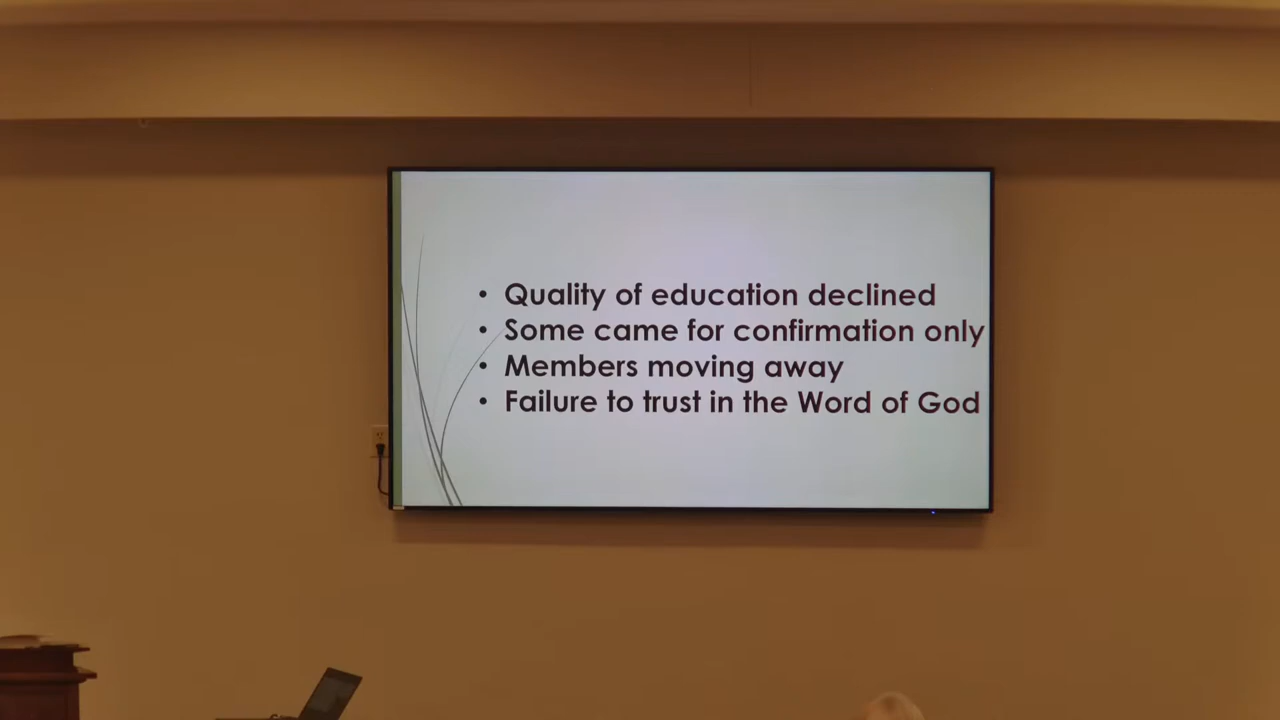 • Quality of education declined
• Some came for confirmation only
• Members moving away
• Failure to trust in the Word of God